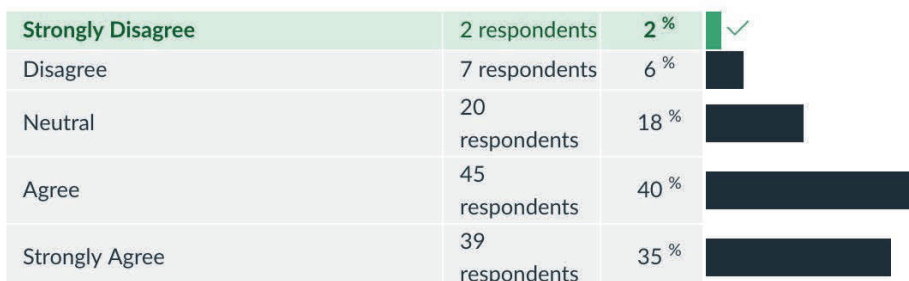 Strongly Disagree 2 respondents 2 %
Disagree 7 respondents 6 %
Neutral 20 respondents 18 %
Agree 45 respondents 40 %
Strongly Agree 39 respondents 35 %